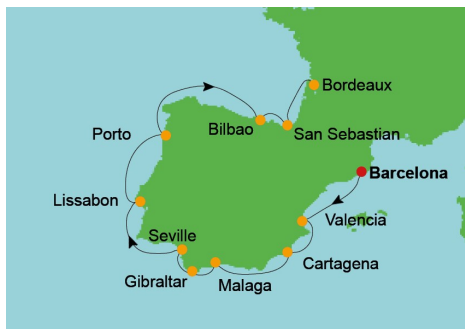 Bordeaux
Bilbao
San Sebastian
Porto
Barcelona
Lissabon
Valencia
Seville
Cartagena
Gibraltar
Malaga